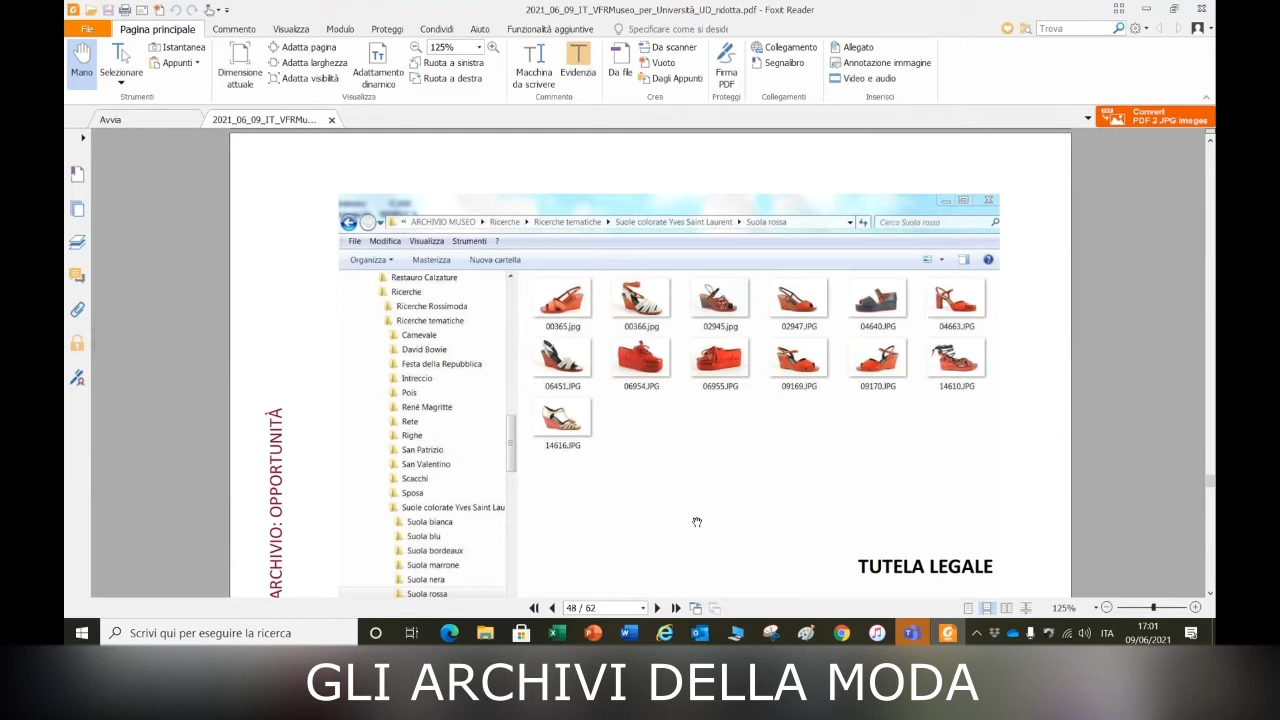 2021_06_09_IT_VFRMuseo_per_Università_UD_ndotta.pdf - Foxit Reader
File Pagina principale Commento Visualizza Modulo Proteggi Condividi Aiuto Funzionalità aggiuntive Specificare come si desid Trova
Mano
Selezionare
Istantanea
Appunti
Strumenti
Dimensione attuale
Adatta pagina
Adatta larghezza
Adatta visibiltà
Adattamento dinamico
125%
Ruota a sinistra
Ruota a destra
Visualizza
Macchina da scrivere
Evidenzia
Commento
Da file
Da scanner
Vuoto
Dagli Appunti
Crea
Firma PDF
Proteggi
Collegamento
Segnalibro
Collegamenti
Allegato
Annotazione immagine
Video e audio
Inserisci
Avvia
2021_06_09_IT_VFRMu...
Convert
PDF 2 JPG Images
ARCHIVIO: OPPORTUNITÀ
« ARCHIVIO MUSEO Ricerche Ricerche tematiche Suole colorate Yves Saint Laurent Suola rossa Cerca Suola rossa
File Modifica Visualizza Strumenti ?
Organizza Masterizza Nuova cartella
Restauro Calzature
Ricerche
Ricerche Rossimoda
Ricerche tematiche
Carnevale
David Bowie
Festa della Repubblica
Intreccio
Pois
Renè Magritte
Rete
Righe
San Patrizio
San Valentino
Scacchi
Sposa
Suole colorate Yves Saint Lau
Suola bianca
Suola blu
Suola bordeaux
Suola marrone
Suola nera
Suola rossa
00365.jpg 00366.jpg 02945.jpg 02947.JPG 04640.JPG 04663.JPG
06451.JPG 06954.JPG 06955.JPG 09169.JPG 09170.JPG 14610.JPG
14616.JPG
TUTELA LEGALE
48 / 62
125%
Scrivi qui per eseguire la ricerca
ITA
17:01
09/06/2021
GLI ARCHIVI DELLA MODA